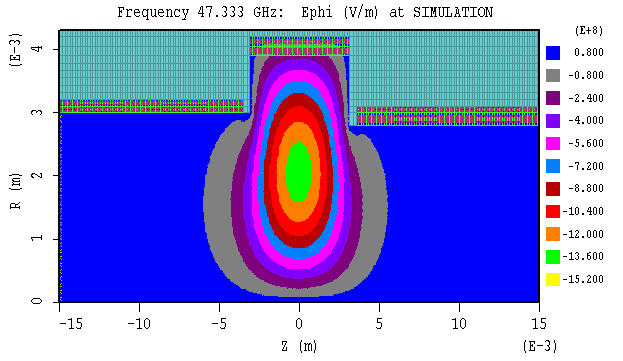 Frequency 47.333 GHz: Ephi (V/m) at SIMULATION
(E+8)
0.800
-0.800
-2.400
-4.000
-5.600
-7.200
-8.800
-10.400
-12.000
-13.600
-15.200
(E-3)
R (m)
4
3
2
1
0
-15 -10 -5 0 5 10 15
Z (m) (E-3)